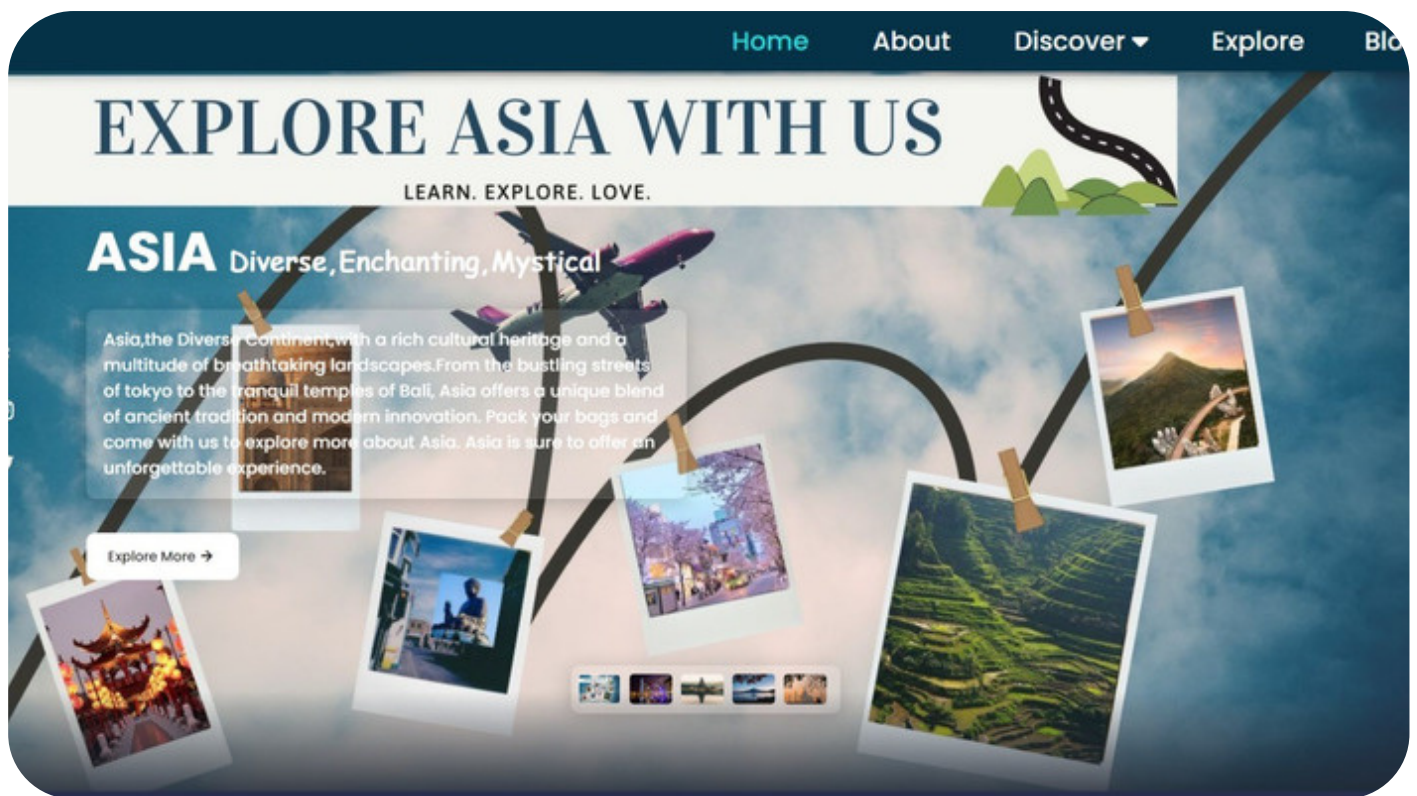 Home About Discover Explore Blo
EXPLORE ASIA WITH US
LEARN. EXPLORE. LOVE.
ASIA Diverse,Enchanting,Mystical
Asia,the Diverse Continent,with a rich cultural heritage and a
multitude of breathtaking landscapes.From the bustling streets
of tokyo to the tranquil temples of Bali, Asia offers a unique blend
of ancient tradition and modern innovation. Pack your bags and
come with us to explore more about Asia. Asia is sure to offer an
unforgettable experience.
Explore More →